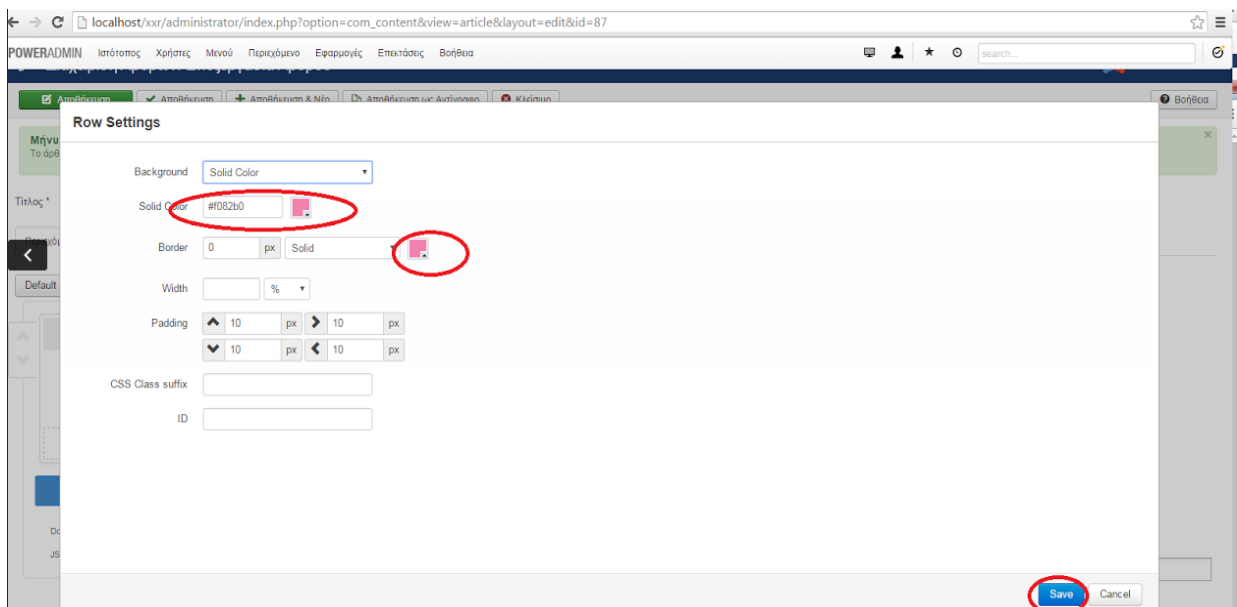 localhost/xxr/administrator/index.php?option=com_content&view=article&layout=edit&id=87
POWERADMIN Ιστότοπος Χρήστες Μενού Περιεχόμενο Εφαρμογές Επεκτάσεις Βοήθεια search...
Αποθήκευση Αποθήκευση Αποθήκευση & Νέο Αποθήκευση ως Αντίγραφο Κλείσιμο Βοήθεια
Row Settings
Μήνυ
Το άρθ
Background Solid Color
Τίτλος * Solid Color #f082b0
Border 0 px Solid
Default Width %
Padding 10 px 10 px
10 px 10 px
CSS Class suffix
ID
Do
JS
Save Cancel